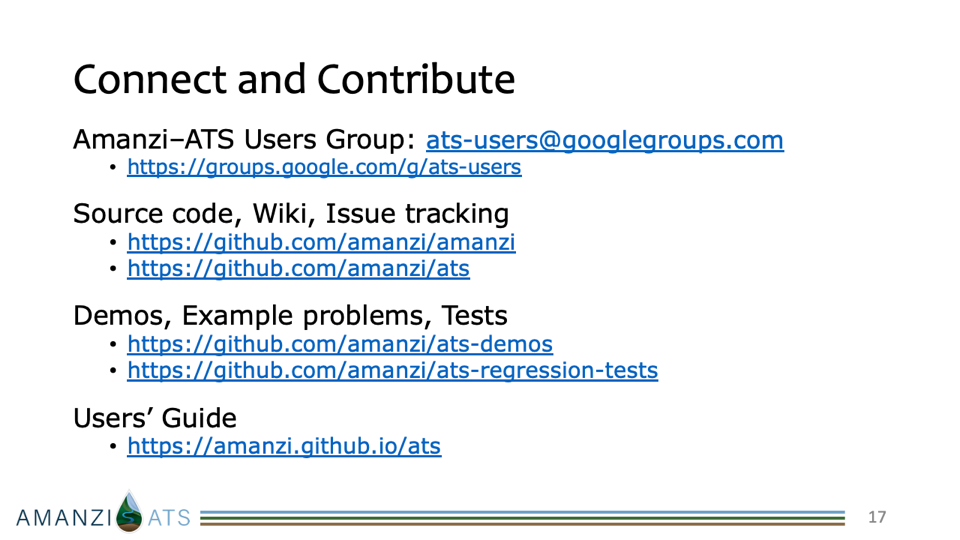 Connect and Contribute
Amanzi–ATS Users Group: ats-users@googlegroups.com
• https://groups.google.com/g/ats-users
Source code, Wiki, Issue tracking
• https://github.com/amanzi/amanzi
• https://github.com/amanzi/ats
Demos, Example problems, Tests
• https://github.com/amanzi/ats-demos
• https://github.com/amanzi/ats-regression-tests
Users’ Guide
• https://amanzi.github.io/ats
AMANZI ATS
17